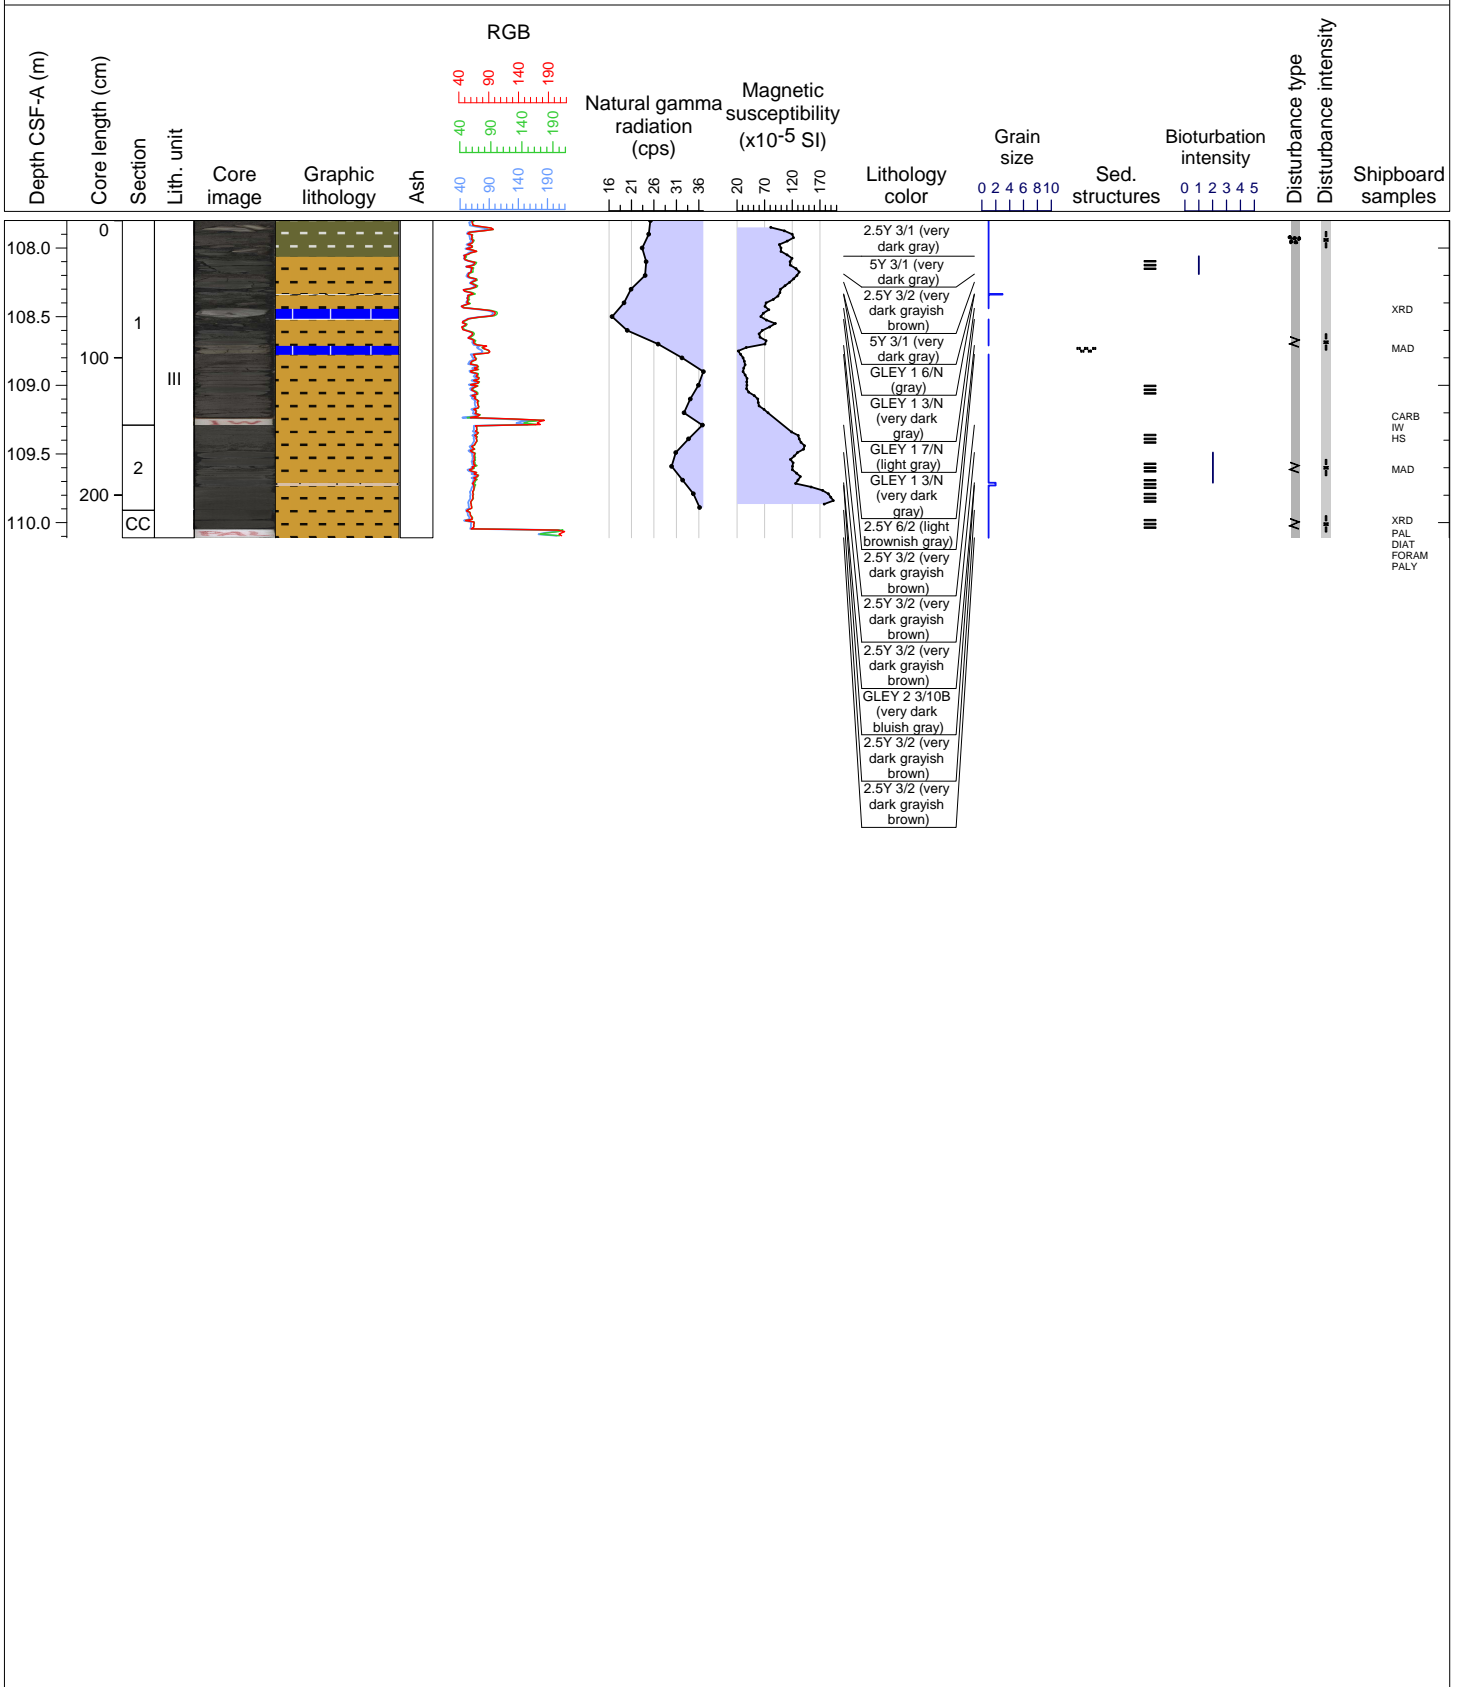 Depth CSF-A (m)
Core length (cm)
Section
Lith. unit
Core
image
Graphic
lithology
Ash
RGB
40 90 140 190
40 90 140 190
40 90 140 190
Natural gamma
radiation
(cps)
16 21 26 31 36
Magnetic
susceptibility
(x10-5 SI)
20 70 120 170
Lithology
color
Grain
size
0 2 4 6 8 10
Sed.
structures
Bioturbation
intensity
0 1 2 3 4 5
Disturbance type
Disturbance intensity
Shipboard
samples
108.0
108.5
109.0
109.5
110.0
0
100
200
1
2
CC
III
IW
PAL
2.5Y 3/1 (very
dark gray)
5Y 3/1 (very
dark gray)
2.5Y 3/2 (very
dark grayish
brown)
5Y 3/1 (very
dark gray)
GLEY 1 6/N
(gray)
GLEY 1 3/N
(very dark
gray)
GLEY 1 7/N
(light gray)
GLEY 1 3/N
(very dark
gray)
2.5Y 6/2 (light
brownish gray)
2.5Y 3/2 (very
dark grayish
brown)
2.5Y 3/2 (very
dark grayish
brown)
2.5Y 3/2 (very
dark grayish
brown)
GLEY 2 3/10B
(very dark
bluish gray)
2.5Y 3/2 (very
dark grayish
brown)
2.5Y 3/2 (very
dark grayish
brown)
XRD
MAD
CARB
IW
HS
MAD
XRD
PAL
DIAT
FORAM
PALY